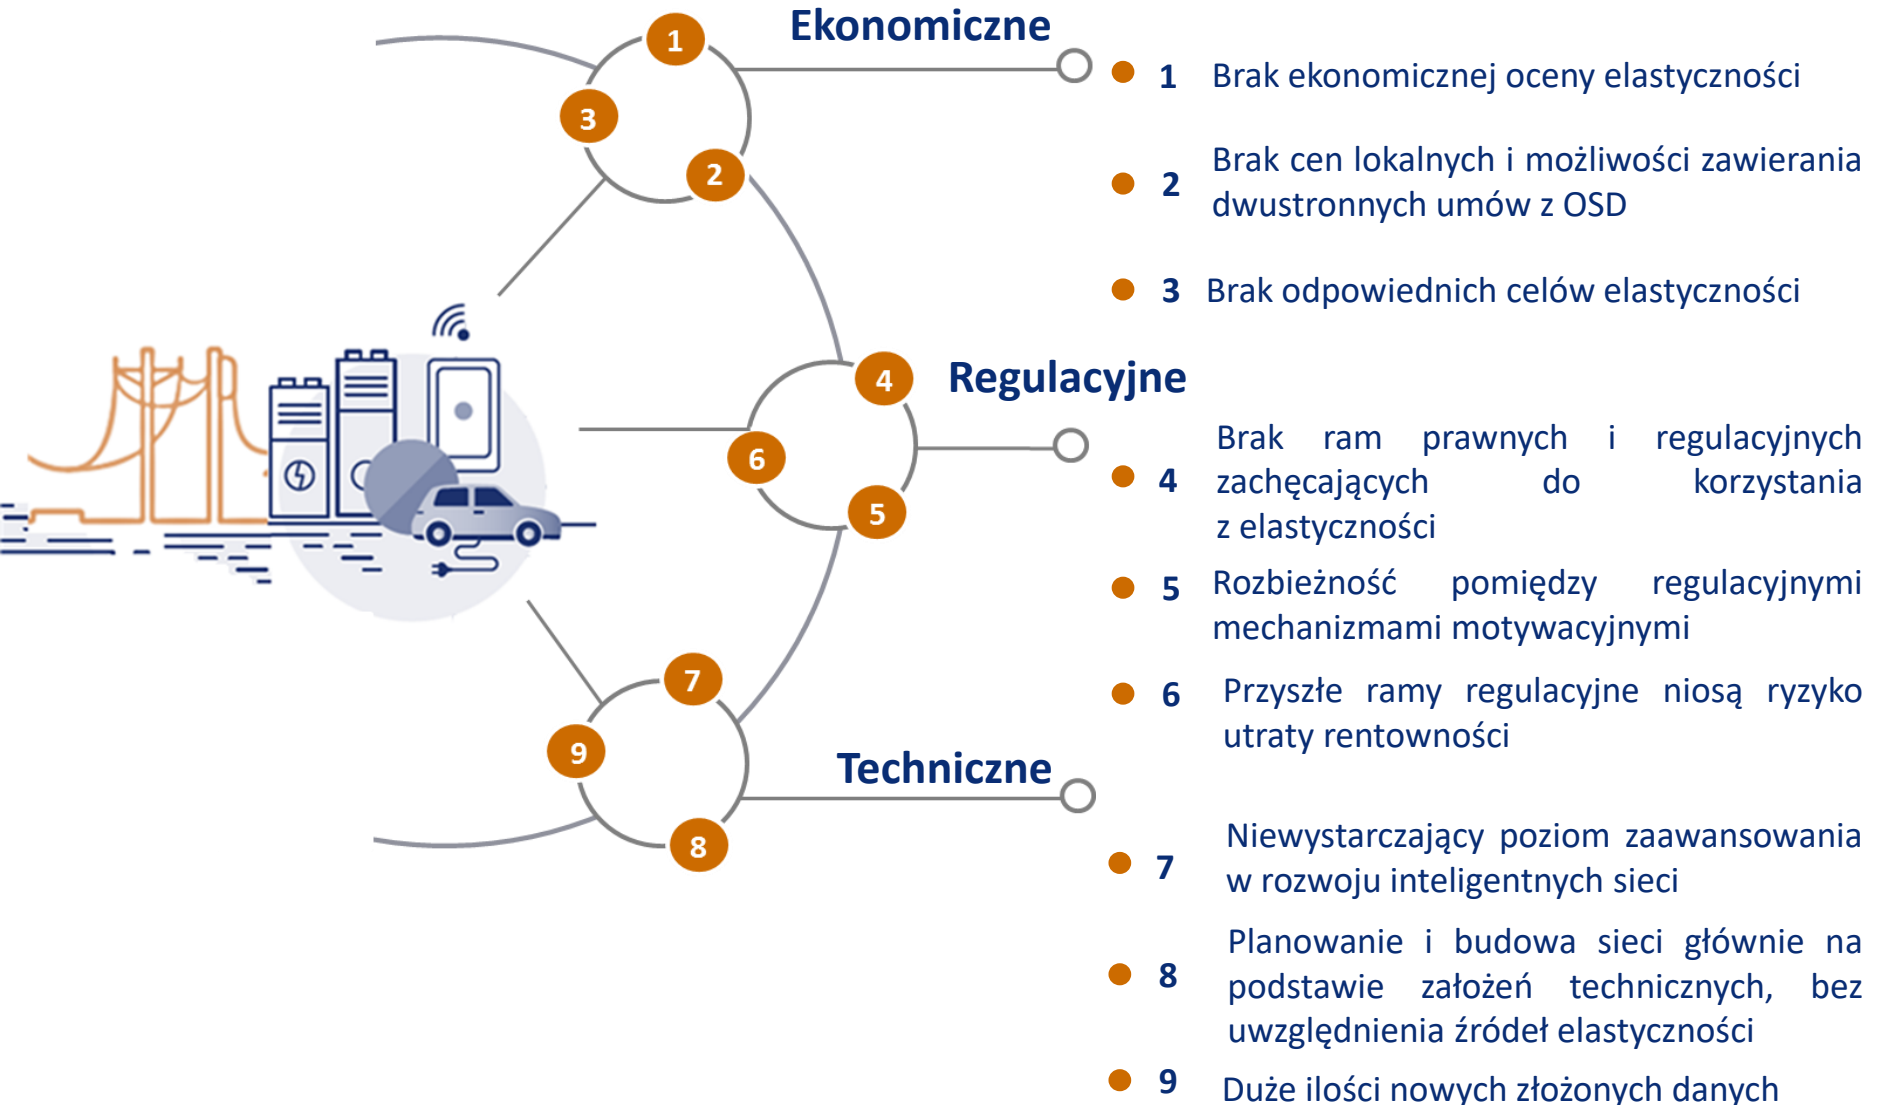 Ekonomiczne
1
3
2
1 Brak ekonomicznej oceny elastyczności
2 Brak cen lokalnych i możliwości zawierania
dwustronnych umów z OSD
3 Brak odpowiednich celów elastyczności
Regulacyjne
4
6
5
4 Brak ram prawnych i regulacyjnych
zachęcających do korzystania
z elastyczności
5 Rozbieżność pomiędzy regulacyjnymi
mechanizmami motywacyjnymi
6 Przyszłe ramy regulacyjne niosą ryzyko
utraty rentowności
Techniczne
7
9
8
7 Niewystarczający poziom zaawansowania
w rozwoju inteligentnych sieci
8 Planowanie i budowa sieci głównie na
podstawie założeń technicznych, bez
uwzględnienia źródeł elastyczności
9 Duże ilości nowych złożonych danych